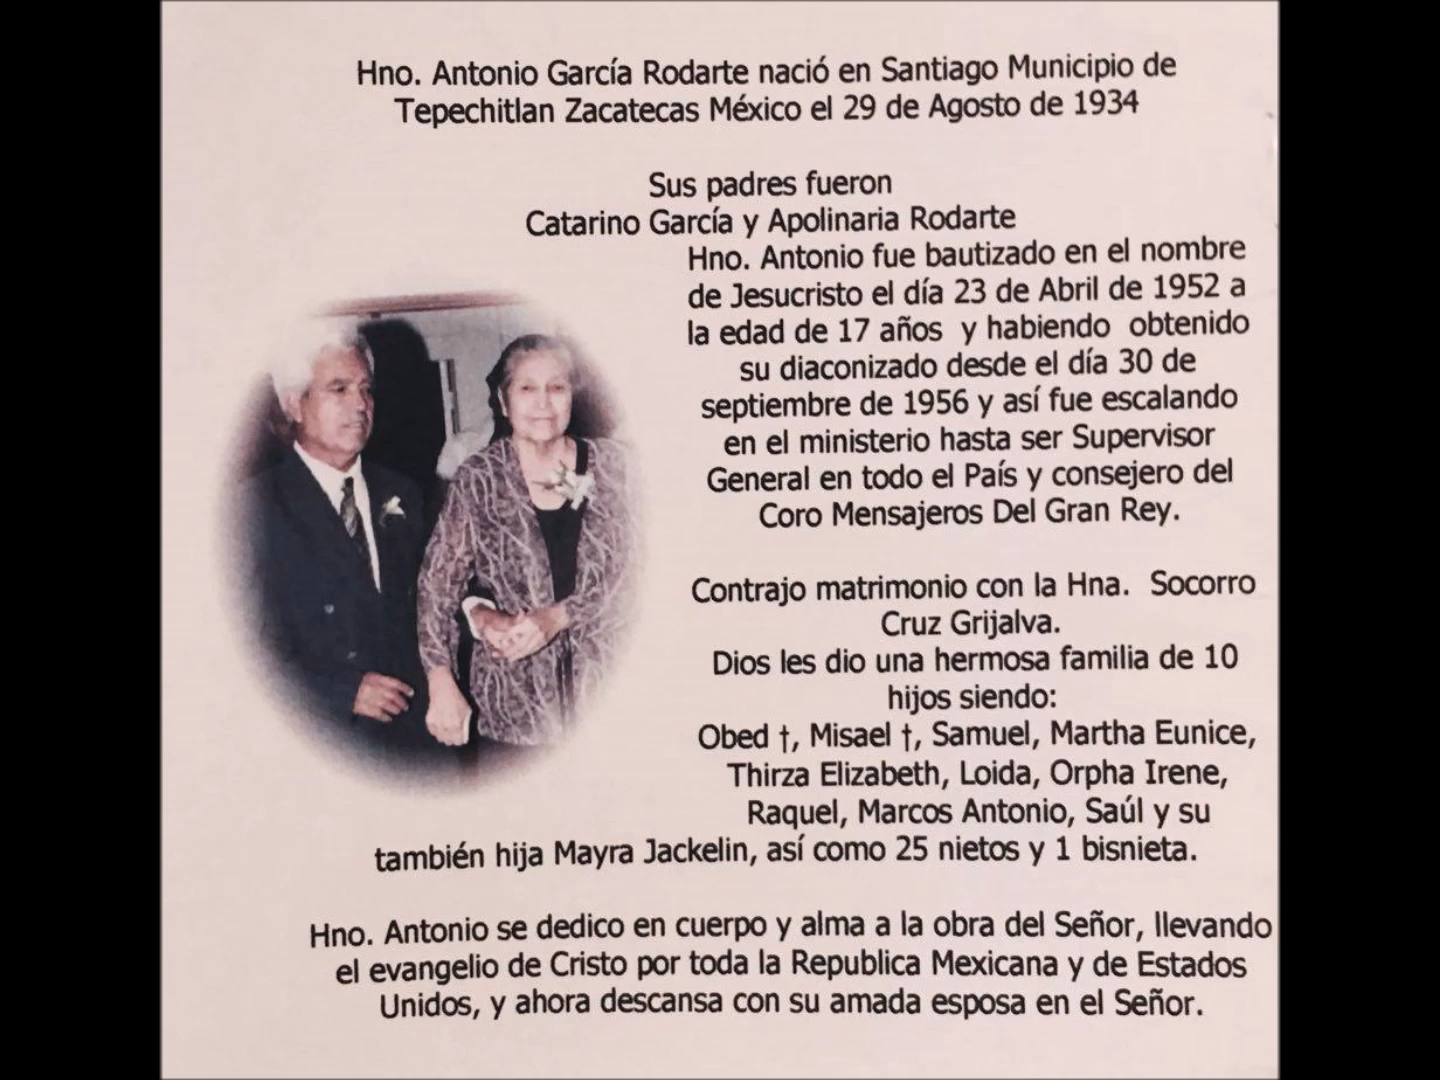 Hno. Antonio García Rodarte nació en Santiago Municipio de
Tepechitlan Zacatecas México el 29 de Agosto de 1934
Sus padres fueron
Catarino García y Apolinaria Rodarte
Hno. Antonio fue bautizado en el nombre
de Jesucristo el día 23 de Abril de 1952 a
la edad de 17 años y habiendo obtenido
su diaconizado desde el día 30 de
septiembre de 1956 y así fue escalando
en el ministerio hasta ser Supervisor
General en todo el País y consejero del
Coro Mensajeros Del Gran Rey.
Contrajo matrimonio con la Hna. Socorro
Cruz Grijalva.
Dios les dio una hermosa familia de 10
hijos siendo:
Obed †, Misael †, Samuel, Martha Eunice,
Thirza Elizabeth, Loida, Orpha Irene,
Raquel, Marcos Antonio, Saúl y su
también hija Mayra Jackelin, así como 25 nietos y 1 bisnieta.
Hno. Antonio se dedico en cuerpo y alma a la obra del Señor, llevando
el evangelio de Cristo por toda la Republica Mexicana y de Estados
Unidos, y ahora descansa con su amada esposa en el Señor.